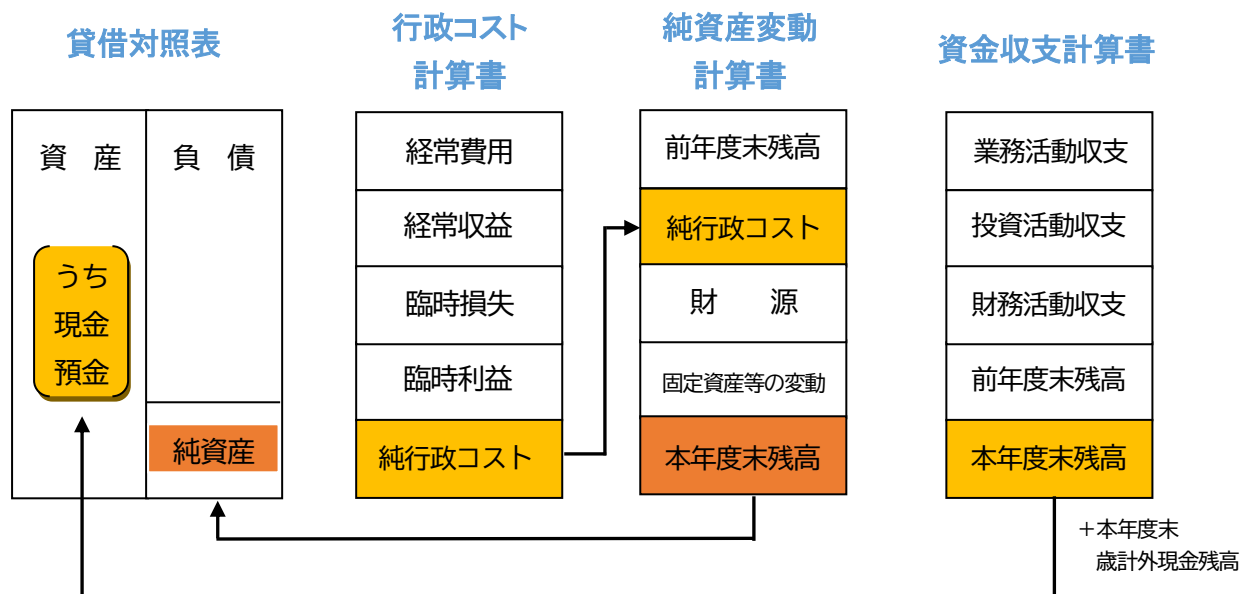 貸借対照表
資　産
負　債
うち
現金
預金
純資産
行政コスト
計算書
経常費用
経常収益
臨時損失
臨時利益
純行政コスト
純資産変動
計算書
前年度末残高
純行政コスト
財　　源
固定資産等の変動
本年度末残高
資金収支計算書
業務活動収支
投資活動収支
財務活動収支
前年度末残高
本年度末残高
＋本年度末
歳計外現金残高